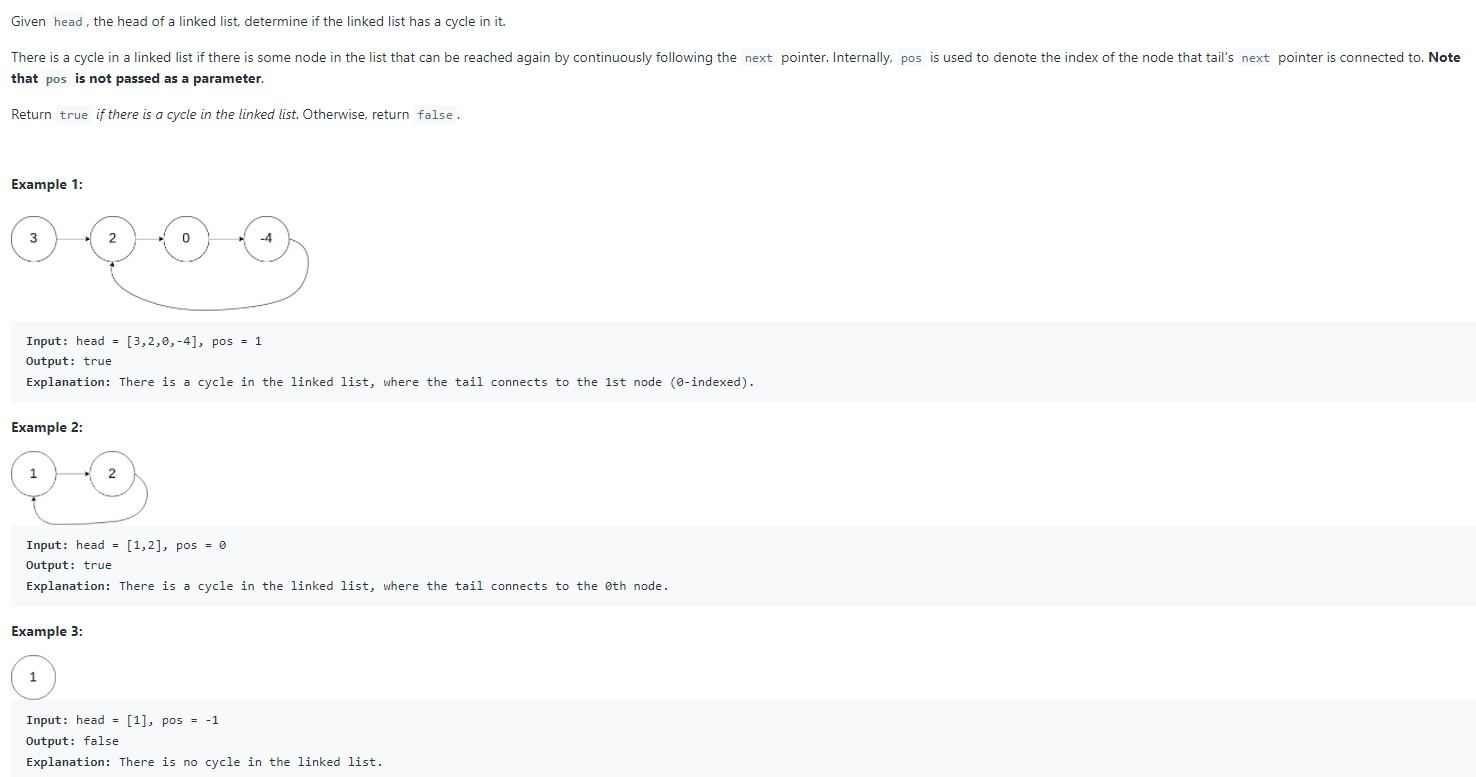 Given head, the head of a linked list, determine if the linked list has a cycle in it.
There is a cycle in a linked list if there is some node in the list that can be reached again by continuously following the next pointer. Internally, pos is used to denote the index of the node that tail's next pointer is connected to. Note
that pos is not passed as a parameter.
Return true if there is a cycle in the linked list. Otherwise, return false.
Example 1:
3 2 0 -4
Input: head = [3,2,0,-4], pos = 1
Output: true
Explanation: There is a cycle in the linked list, where the tail connects to the 1st node (0-indexed).
Example 2:
1 2
Input: head = [1,2], pos = 0
Output: true
Explanation: There is a cycle in the linked list, where the tail connects to the 0th node.
Example 3:
1
Input: head = [1], pos = -1
Output: false
Explanation: There is no cycle in the linked list.